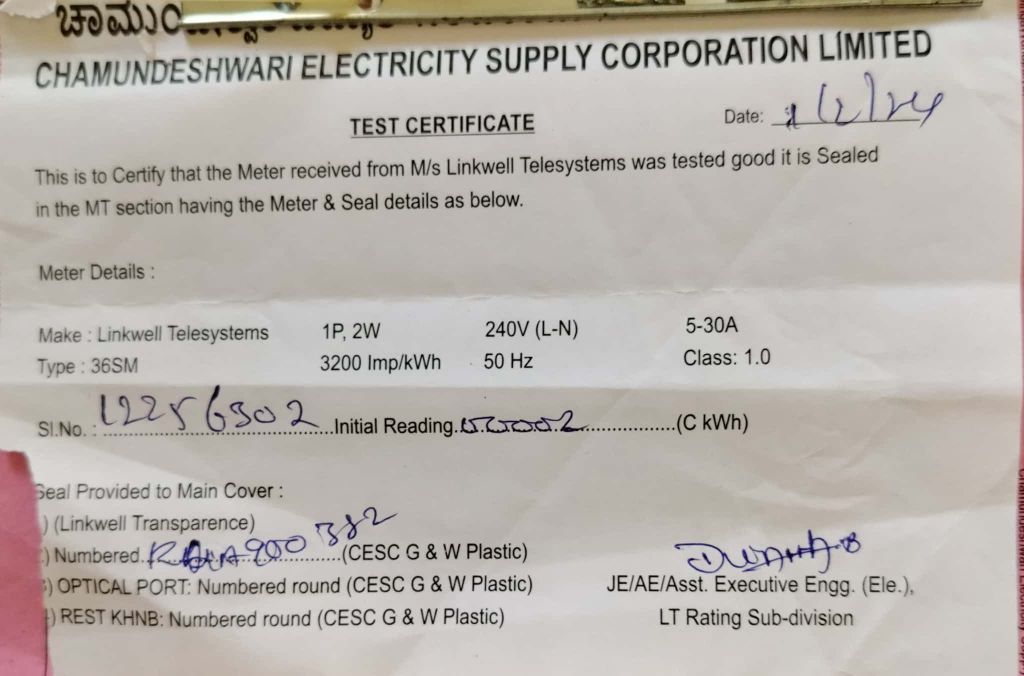 ಚಾಮುಂ
CHAMUNDESHWARI ELECTRICITY SUPPLY CORPORATION LIMITED
TEST CERTIFICATE
Date: 1/2/24
This is to Certify that the Meter received from M/s Linkwell Telesystems was tested good it is Sealed
in the MT section having the Meter & Seal details as below.
Meter Details :
Make : Linkwell Telesystems 1P, 2W 240V (L-N) 5-30A
Type : 36SM 3200 Imp/kWh 50 Hz Class: 1.0
Sl.No. : 12256302 Initial Reading. 00002 (C kWh)
Seal Provided to Main Cover :
) (Linkwell Transparence)
) Numbered (CESC G & W Plastic)
) OPTICAL PORT: Numbered round (CESC G & W Plastic)
) REST KHNB: Numbered round (CESC G & W Plastic)
JE/AE/Asst. Executive Engg. (Ele.),
LT Rating Sub-division